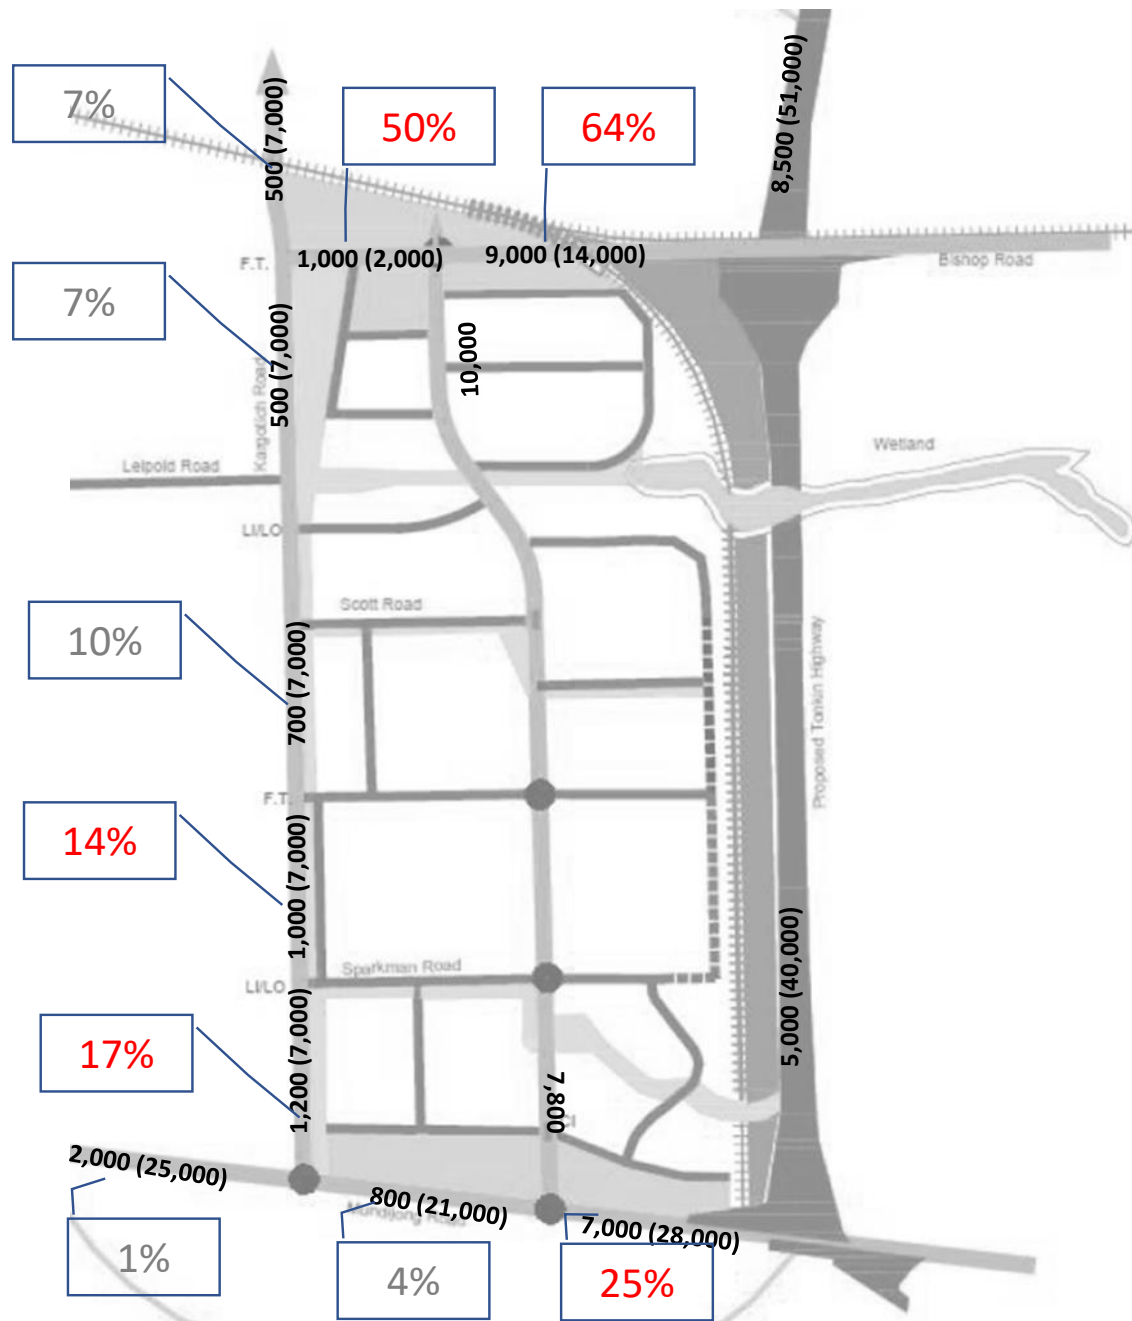 7%
500 (7,000)
50%
64%
8,500 (51,000)
1,000 (2,000)
9,000 (14,000)
F.T.
Bishop Road
7%
500 (7,000)
Kargotich Road
10,000
Leipold Road
Wetland
LI/LO
Scott Road
10%
700 (7,000)
Proposed Tonkin Highway
F.T.
14%
1,000 (7,000)
5,000 (40,000)
Sparkman Road
LI/LO
17%
1,200 (7,000)
7,800
2,000 (25,000)
800 (21,000)
Mundijong Road
7,000 (28,000)
1%
4%
25%